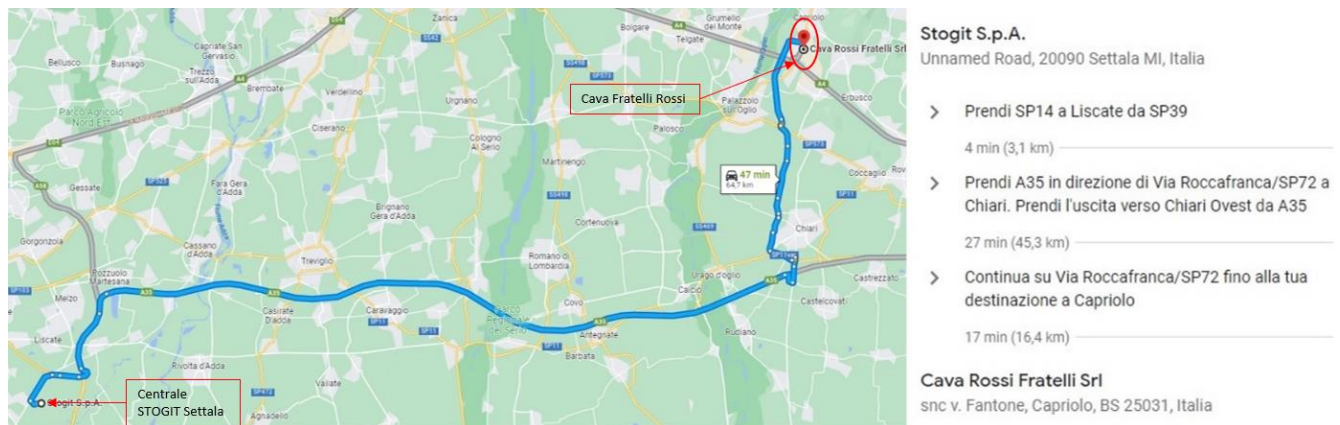 Capriate San Gervasio
Bellusco
Busnago
Trezzo sull'Adda
Brembate
Verdellino
Zanica
Bolgare
Telgate
Grumello del Monte
Capriolo
Cava Rossi Fratelli Srl
Cava Fratelli Rossi
Erbusco
Palazzolo sull'Oglio
Palosco
Parco Agricolo Nord Est
Ciserano
Urgnano
Cologno Al Serio
Martinengo
Coccaglio
Rov
47 min
64,7 km
Gessate
Fara Gera d'Adda
Brignano Gera d'Adda
Cortenuova
Chiari
Gorgonzola
Cassano d'Adda
Treviglio
Romano di Lombardia
Urago d'Oglio
Castrezzato
Pozzuolo Martesana
Melzo
A35
Casirate D'adda
Caravaggio
Covo
Calcio
Castelcovati
Parco Regionale del Serio
Antegnate
Rudiano
Liscate
Rivolta d'Adda
Barbata
Vailate
Agnadello
Stogit S.p.A.
Centrale
STOGIT Settala
Stogit S.p.A.
Unnamed Road, 20090 Settala MI, Italia
Prendi SP14 a Liscate da SP39
4 min (3,1 km)
Prendi A35 in direzione di Via Roccafranca/SP72 a
Chiari. Prendi l'uscita verso Chiari Ovest da A35
27 min (45,3 km)
Continua su Via Roccafranca/SP72 fino alla tua
destinazione a Capriolo
17 min (16,4 km)
Cava Rossi Fratelli Srl
snc v. Fantone, Capriolo, BS 25031, Italia